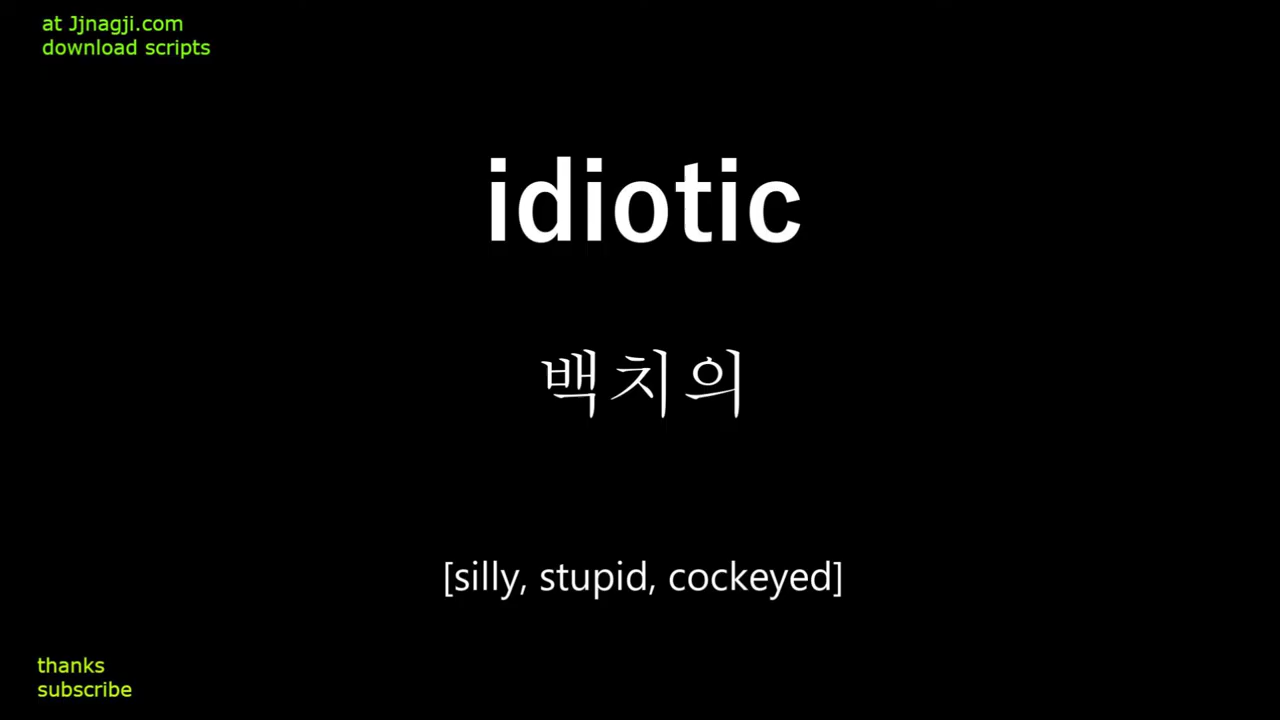 at Jjnagji.com
download scripts
idiotic
백치의
[silly, stupid, cockeyed]
thanks
subscribe